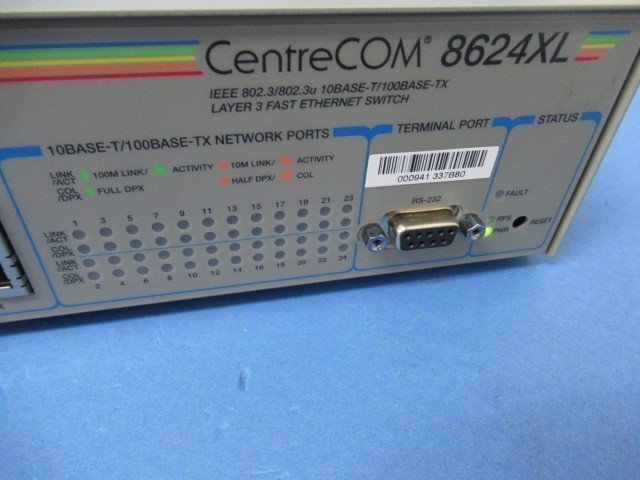 CentreCOM® 8624XL
IEEE 802.3/802.3u 10BASE-T/100BASE-TX
LAYER 3 FAST ETHERNET SWITCH
10BASE-T/100BASE-TX NETWORK PORTS
TERMINAL PORT
STATUS
LINK /ACT 100M LINK/ ACTIVITY 10M LINK/ ACTIVITY
COL /DPX FULL DPX HALF DPX/ COL
000941 337B80
RS-232
FAULT
RPS
PWR
RESET
1 3 5 7 9 11 13 15 17 19 21 23
LINK /ACT
COL /DPX
LINK /ACT
COL /DPX
2 4 6 8 10 12 14 16 18 20 22 24
X